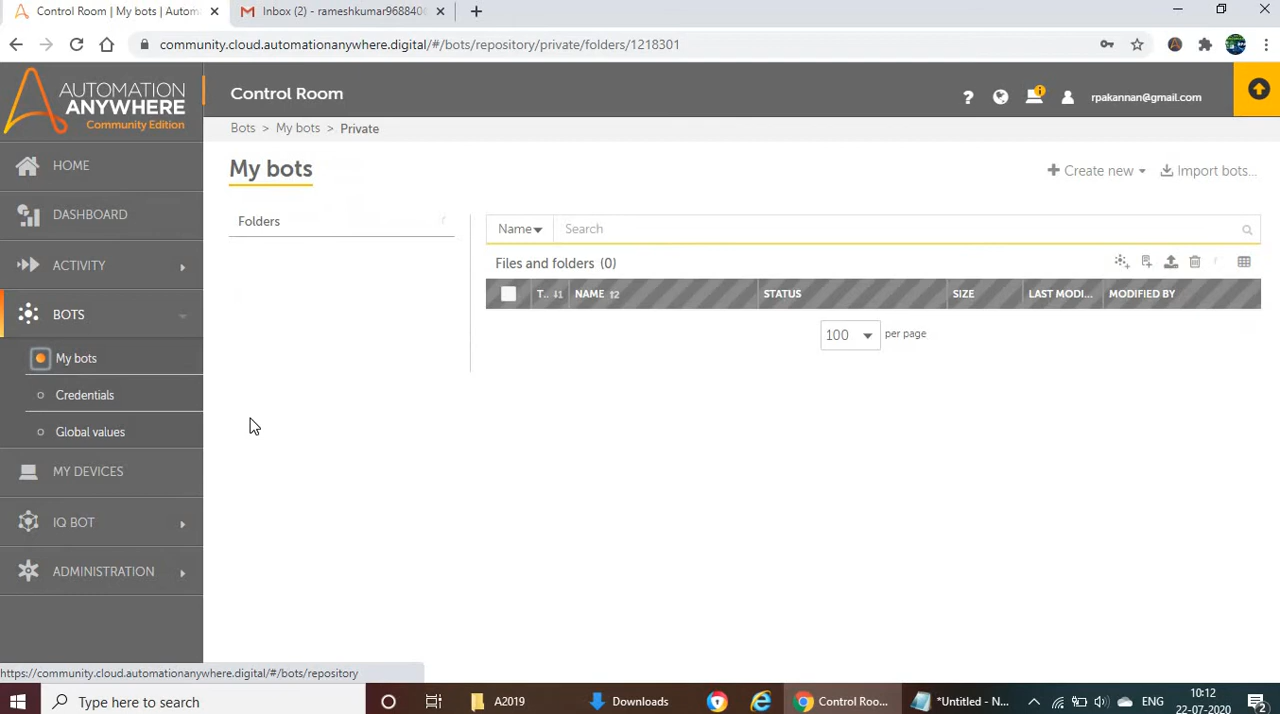 Control Room | My bots | Autom
Inbox (2) - rameshkumar968840
community.cloud.automationanywhere.digital/#/bots/repository/private/folders/1218301
AUTOMATION
ANYWHERE
Community Edition
Control Room
rpakannan@gmail.com
Bots > My bots > Private
HOME
DASHBOARD
ACTIVITY
BOTS
My bots
Credentials
Global values
MY DEVICES
IQ BOT
ADMINISTRATION
My bots
Create new
Import bots...
Folders
Name
Search
Files and folders (0)
T.. NAME STATUS SIZE LAST MODI... MODIFIED BY
100 per page
https://community.cloud.automationanywhere.digital/#/bots/repository
Type here to search
A2019
Downloads
Control Roo...
*Untitled - N...
ENG
10:12
22-07-2020
2